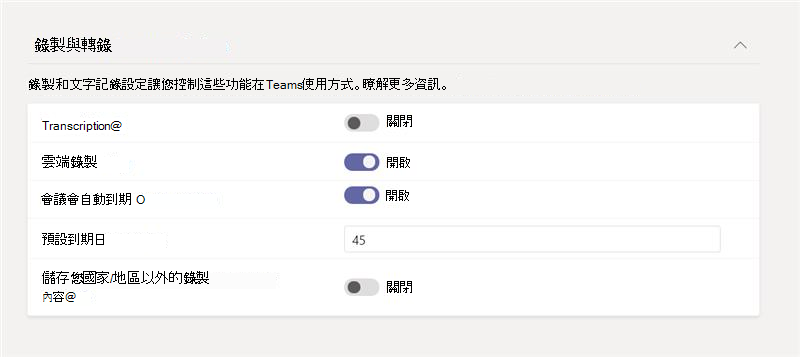 錄製與轉錄
錄製和文字記錄設定讓您控制這些功能在Teams使用方式。瞭解更多資訊。
Transcription@ 關閉
雲端錄製 開啟
會議會自動到期 O 開啟
預設到期日 45
儲存您國家/地區以外的錄製
內容@ 關閉